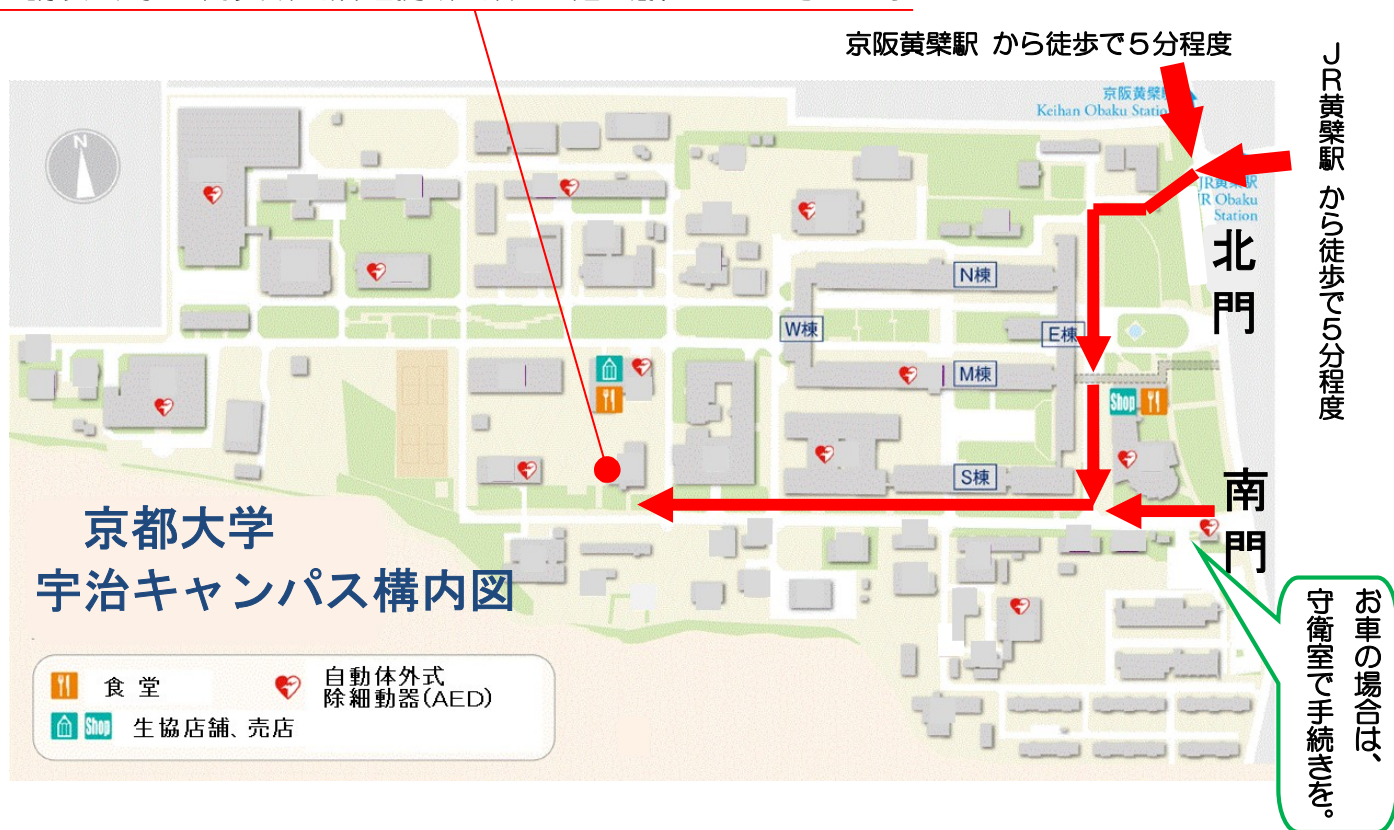 京阪黄檗駅 から徒歩で5分程度
JR黄檗駅 から徒歩で5分程度
京阪黄檗
Keihan Obaku Stati
N
JR黄檗駅
R Obaku
Station
北門
N棟
W棟
E棟
M棟
Shop
S棟
南門
京都大学
宇治キャンパス構内図
お車の場合は、
守衛室で手続きを。
食堂
自動体外式
除細動器(AED)
Shop
生協店舗、売店